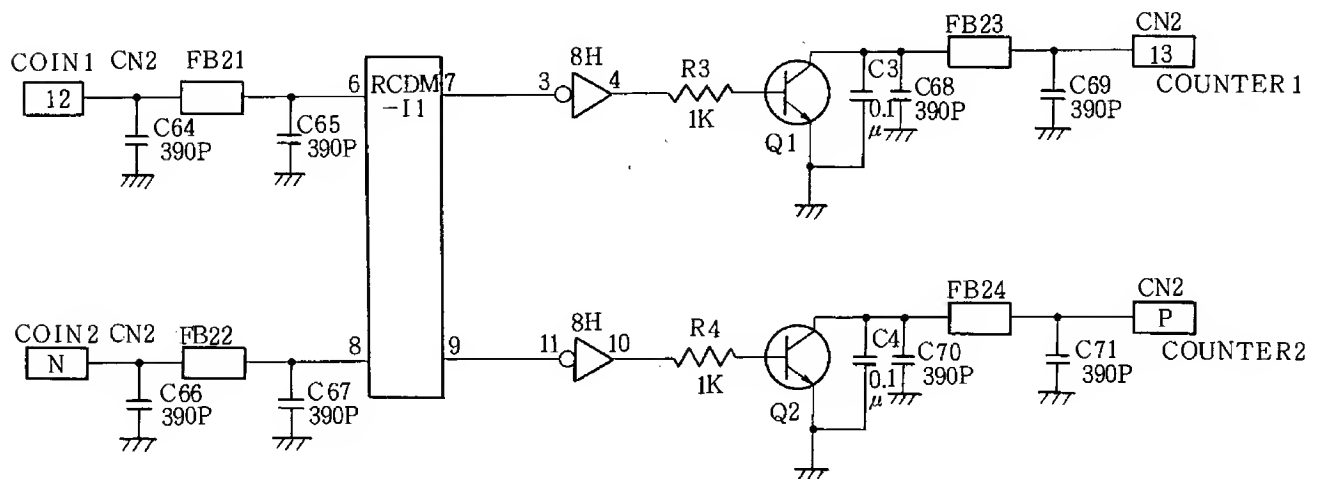 COIN1 CN2 FB21
12
C64
390P
C65
390P
6
RCDM
-I1
7
3
8H
4
R3
1K
Q1
C3
0.1
μ
C68
390P
FB23
C69
390P
CN2
13
COUNTER1
COIN2 CN2
FB22
N
C66
390P
C67
390P
8
9
11
8H
10
R4
1K
Q2
C4
0.1
μ
C70
390P
FB24
C71
390P
CN2
P
COUNTER2